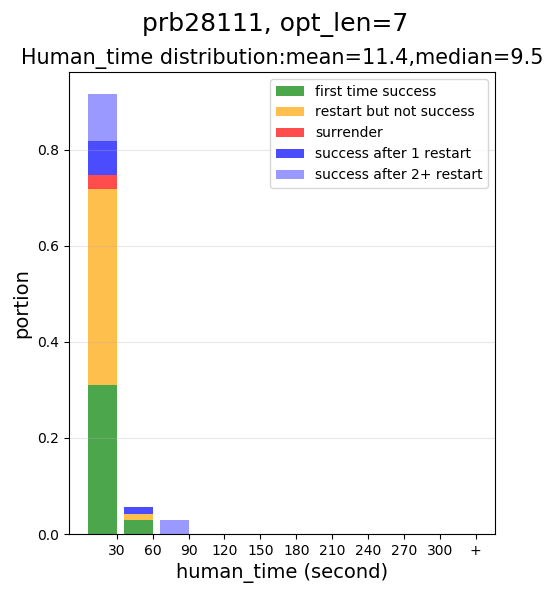 prb28111, opt_len=7
Human_time distribution:mean=11.4,median=9.5
first time success
restart but not success
surrender
success after 1 restart
success after 2+ restart
portion
0.8
0.6
0.4
0.2
0.0
30 60 90 120 150 180 210 240 270 300 +
human_time (second)